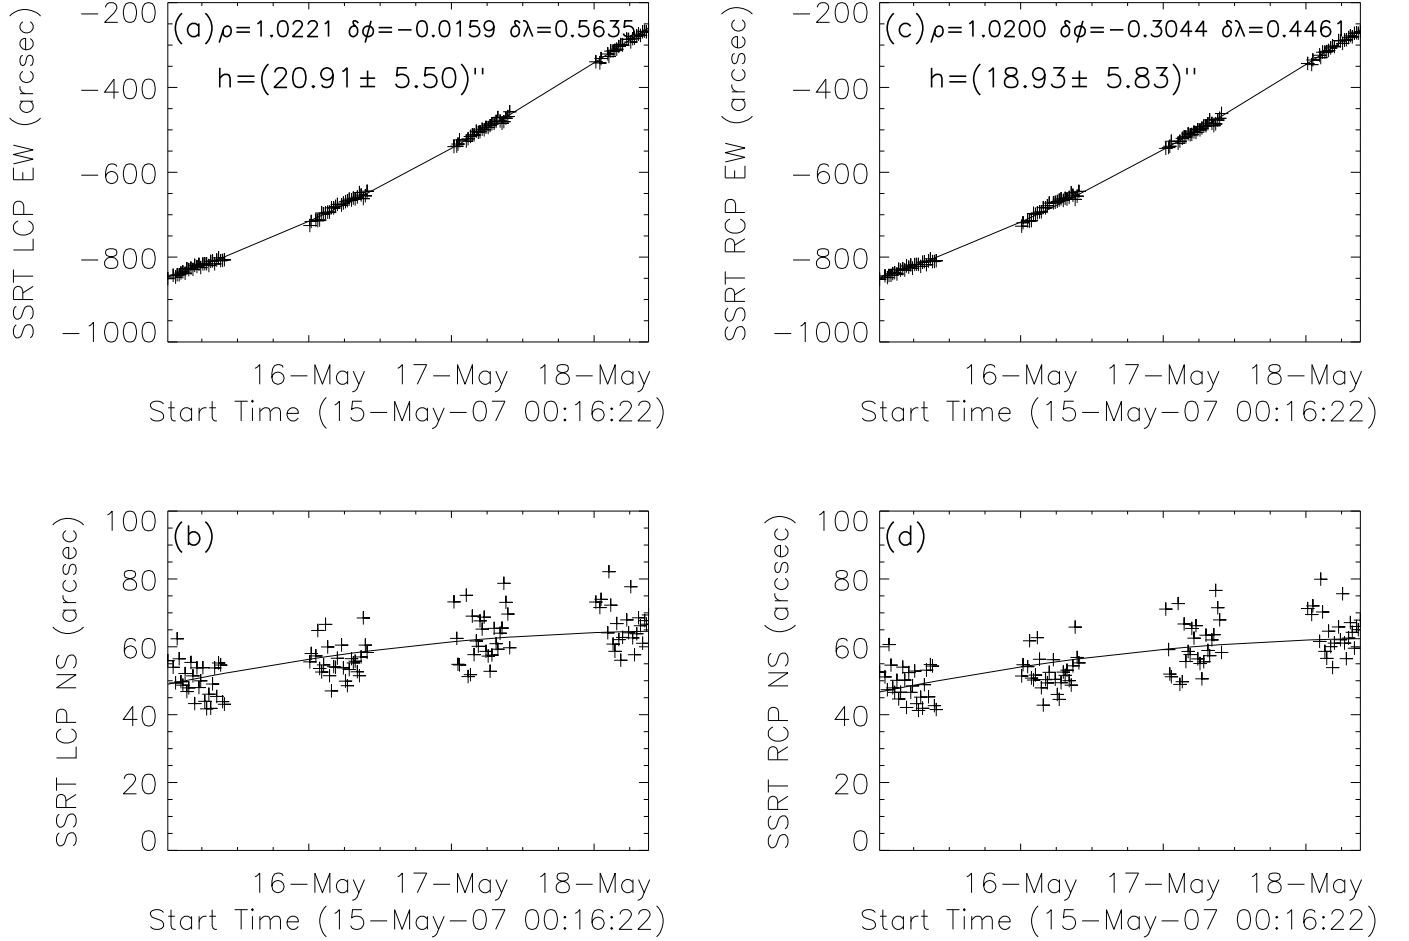 (a) ρ=1.0221 δϕ=−0.0159 δλ=0.5635
h=(20.91± 5.50)''
SSRT LCP EW (arcsec)
−200
−400
−600
−800
−1000
16−May 17−May 18−May
Start Time (15−May−07 00:16:22)
(c) ρ=1.0200 δϕ=−0.3044 δλ=0.4461
h=(18.93± 5.83)''
SSRT RCP EW (arcsec)
−200
−400
−600
−800
−1000
16−May 17−May 18−May
Start Time (15−May−07 00:16:22)
(b)
SSRT LCP NS (arcsec)
100
80
60
40
20
0
16−May 17−May 18−May
Start Time (15−May−07 00:16:22)
(d)
SSRT RCP NS (arcsec)
100
80
60
40
20
0
16−May 17−May 18−May
Start Time (15−May−07 00:16:22)